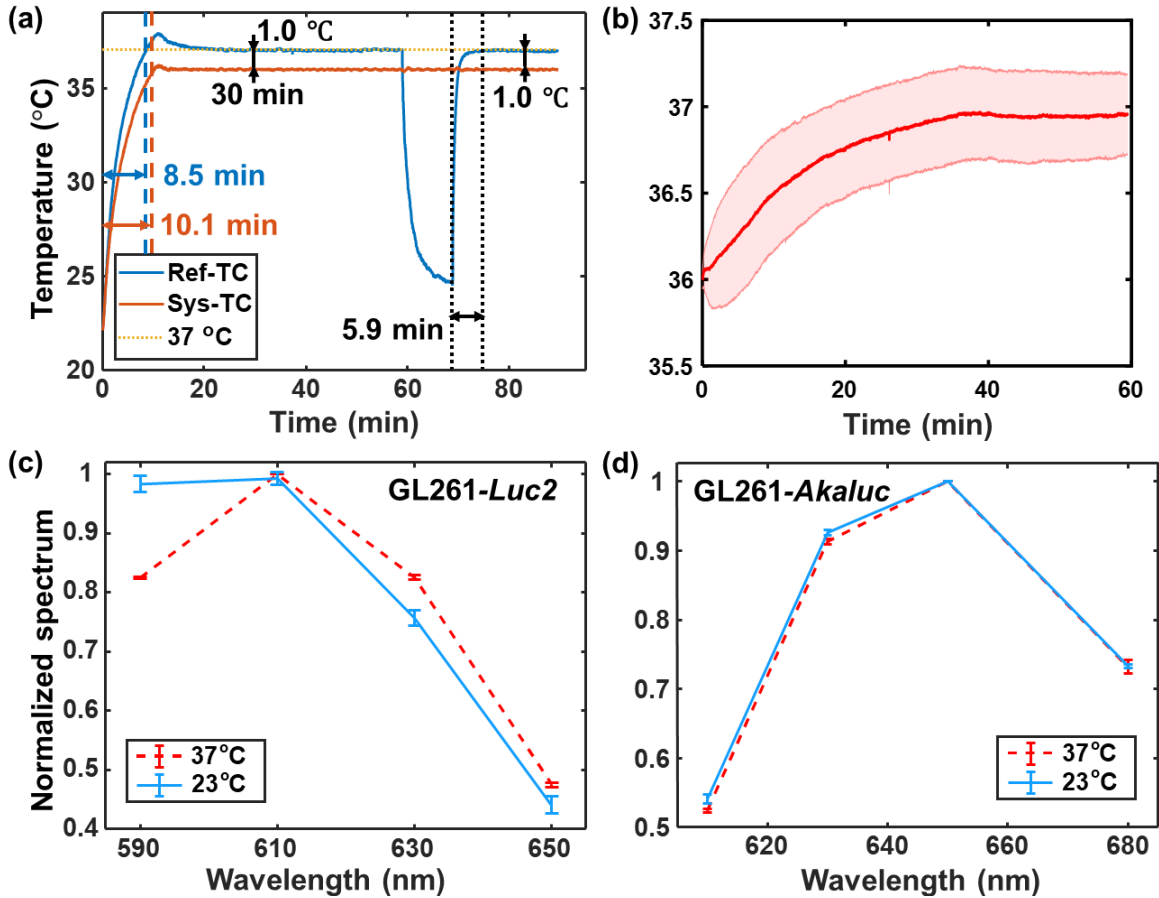 (a)
Temperature (°C)
35
30
25
20
1.0 ℃
30 min
1.0 ℃
8.5 min
10.1 min
5.9 min
Ref-TC
Sys-TC
37 °C
0
20
40
60
80
Time (min)
(b)
37.5
37
36.5
36
35.5
0
20
40
60
Time (min)
(c)
GL261-Luc2
Normalized spectrum
1
0.9
0.8
0.7
0.6
0.5
0.4
37°C
23°C
590
610
630
650
Wavelength (nm)
(d)
GL261-Akaluc
1
0.9
0.8
0.7
0.6
0.5
37°C
23°C
620
640
660
680
Wavelength (nm)